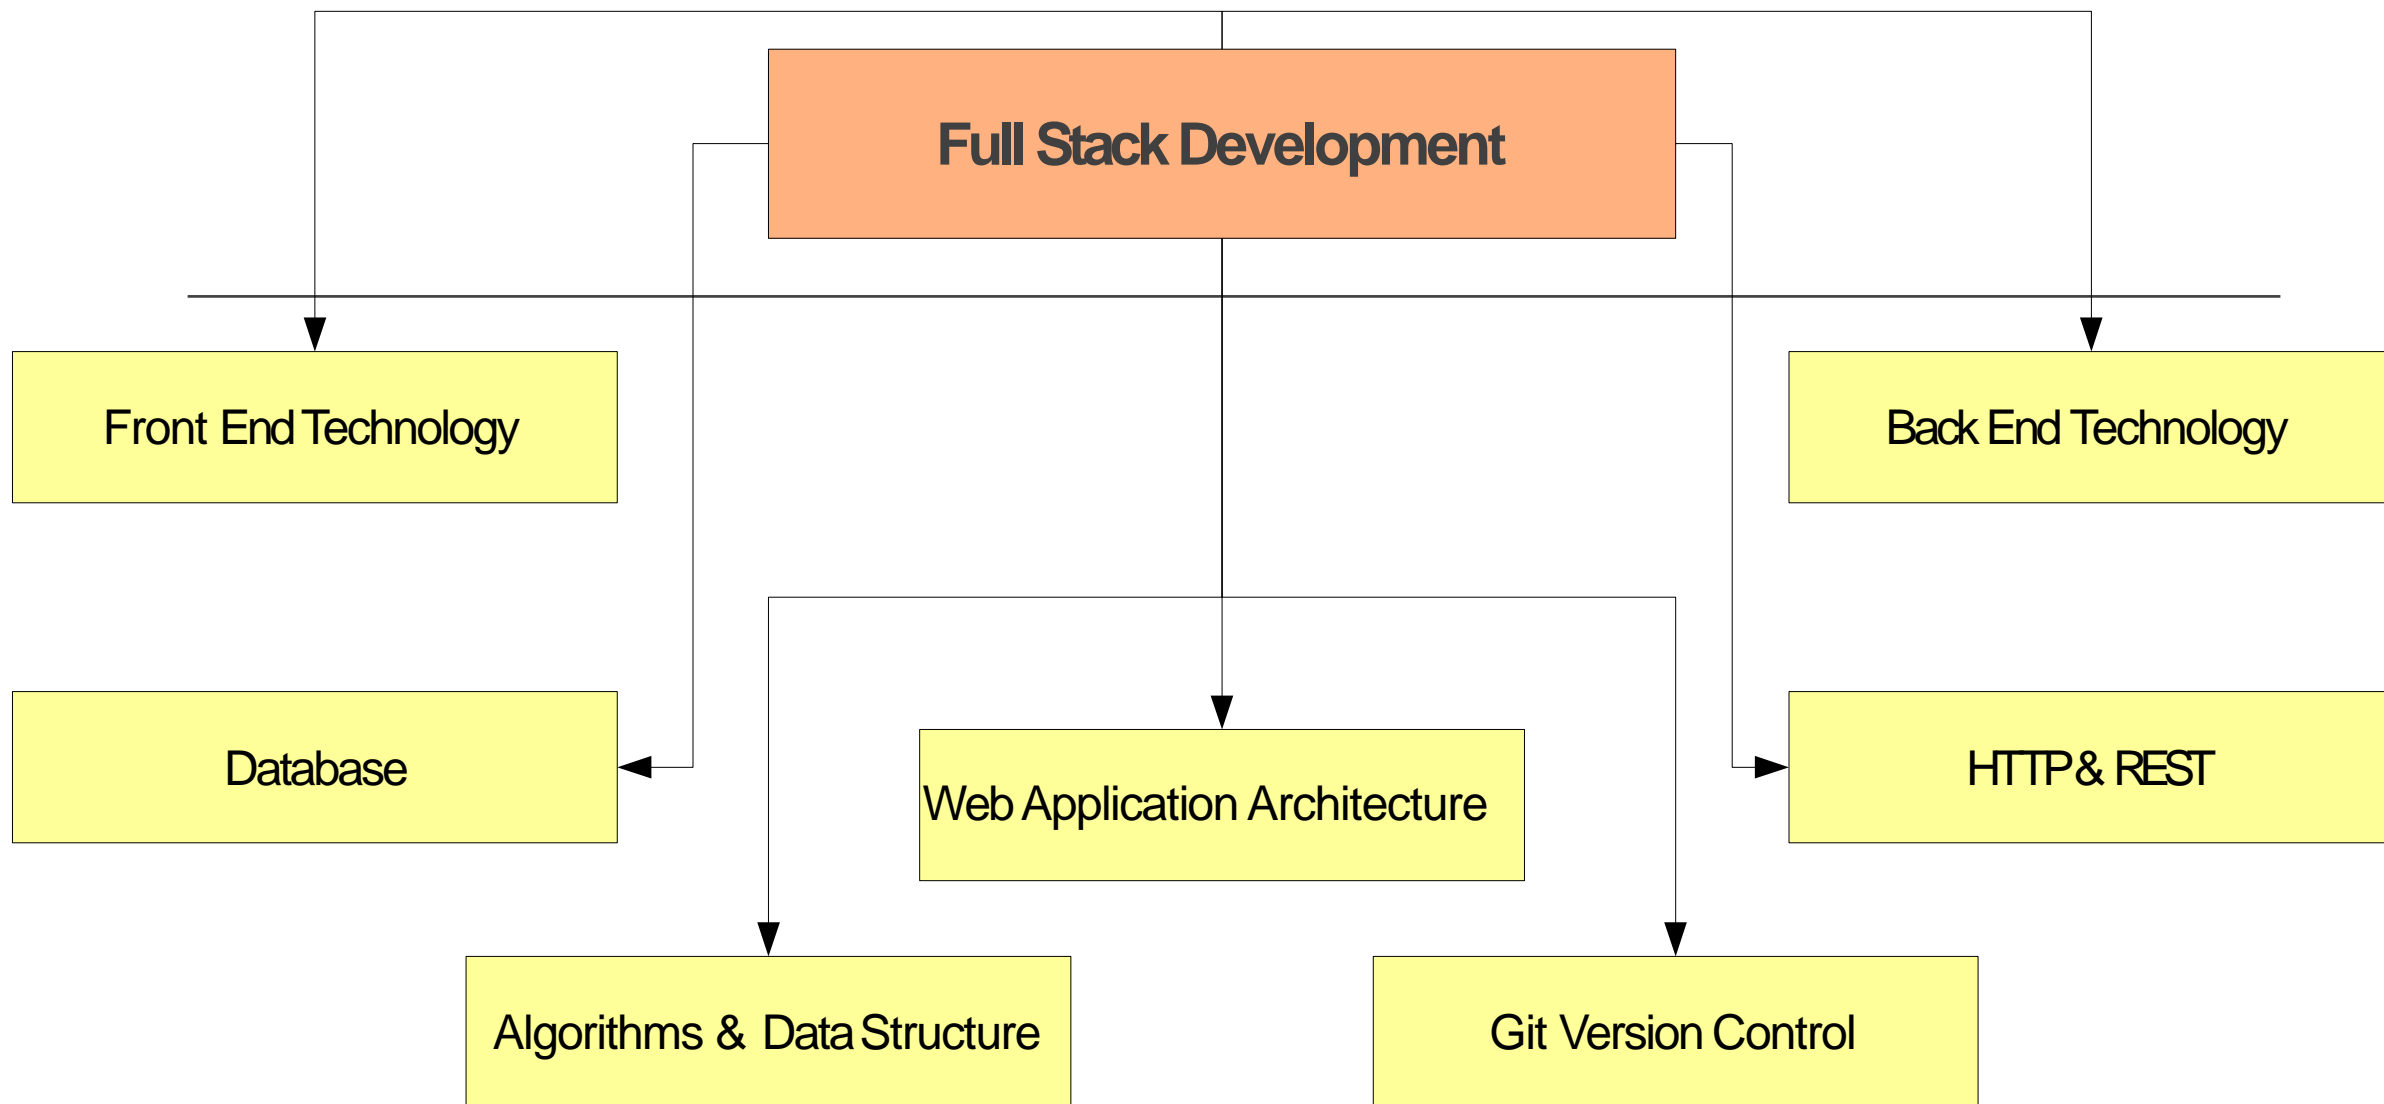 Full Stack Development
Front End Technology
Back End Technology
Database
Web Application Architecture
HTTP & REST
Algorithms & Data Structure
Git Version Control